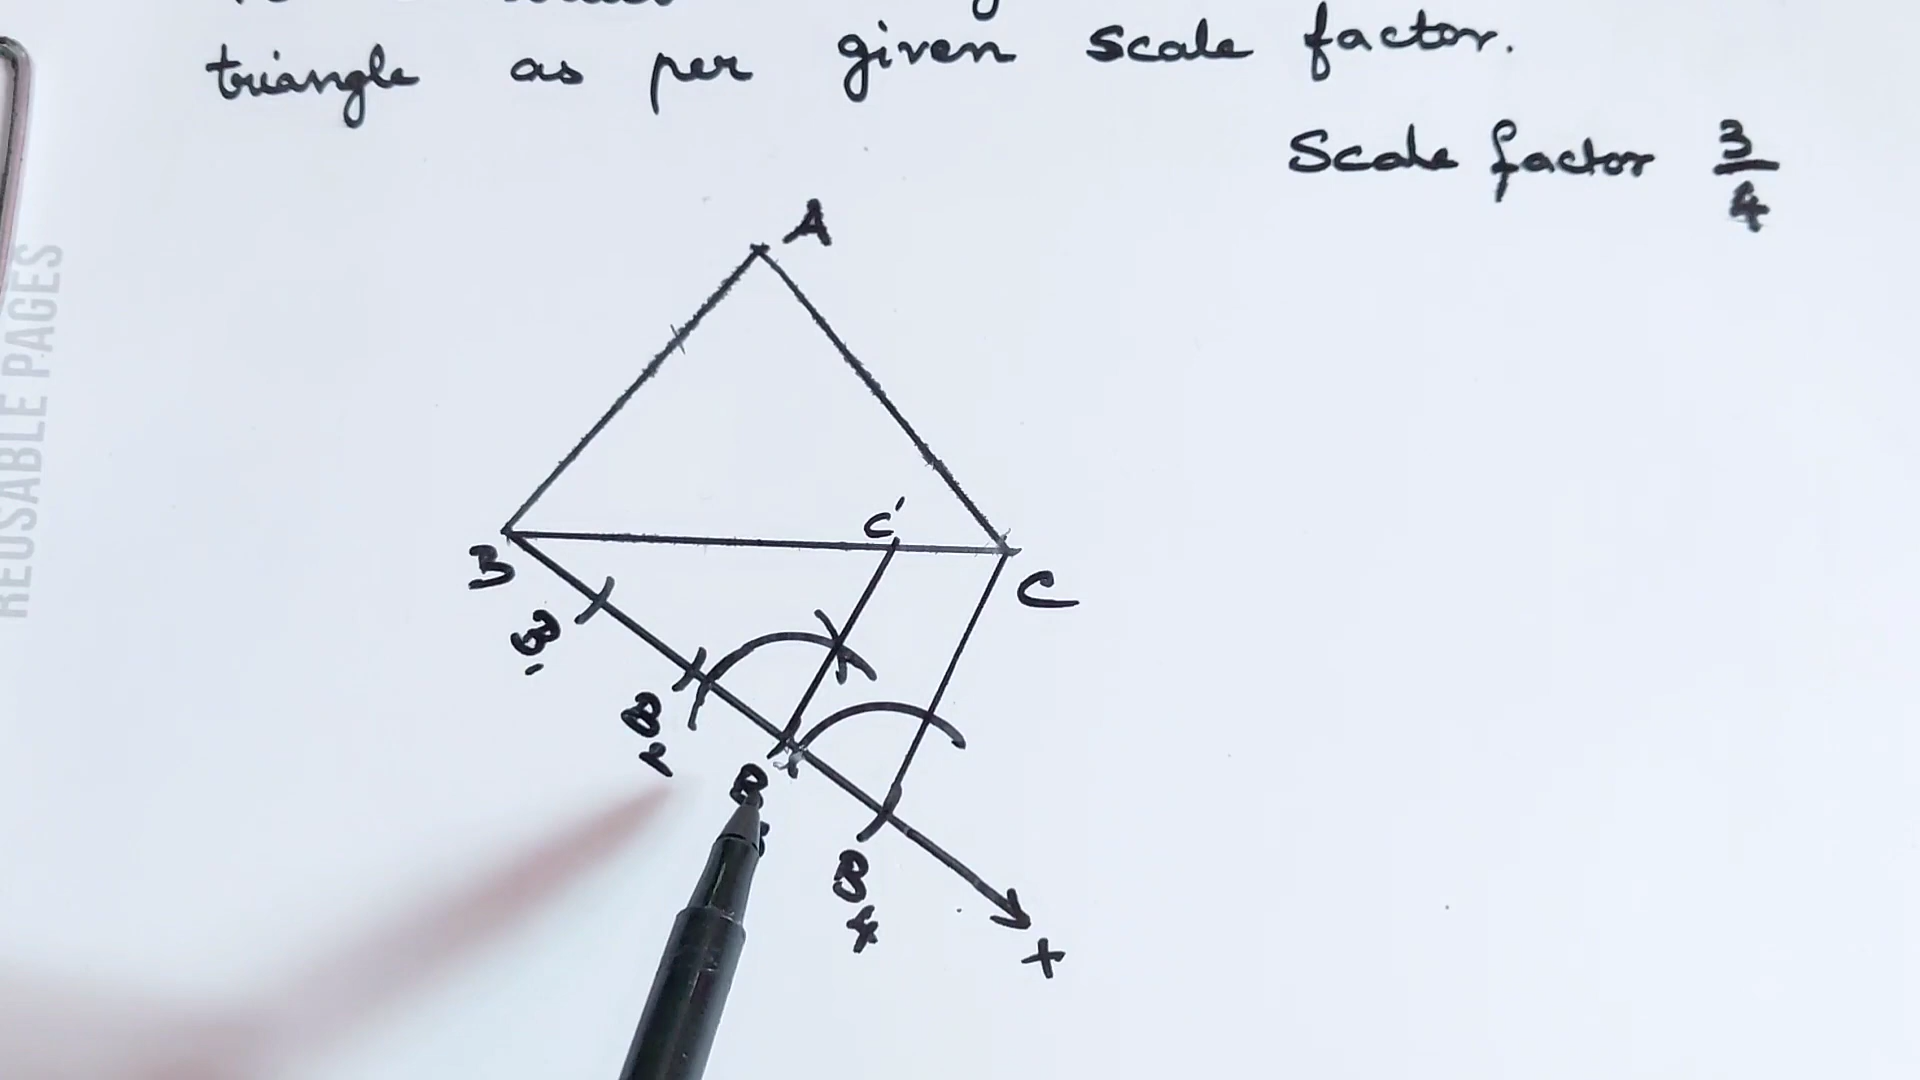 triangle as per given scale factor.
Scale factor 3/4
A
C'
B
C
B1
B2
B3
B4
X
REUSABLE PAGES